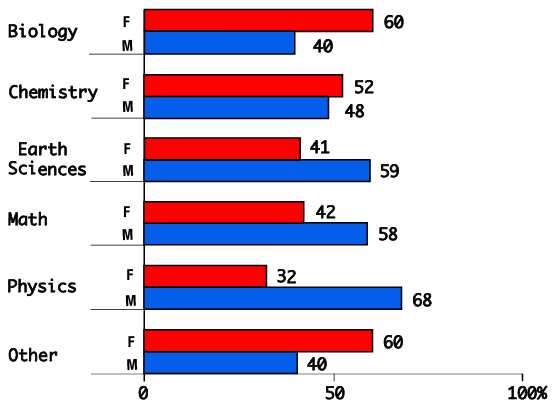 F 60
Biology
M 40
F 52
Chemistry
M 48
F 41
Earth
Sciences
M 59
F 42
Math
M 58
F 32
Physics
M 68
F 60
Other
M 40
0 50 100%